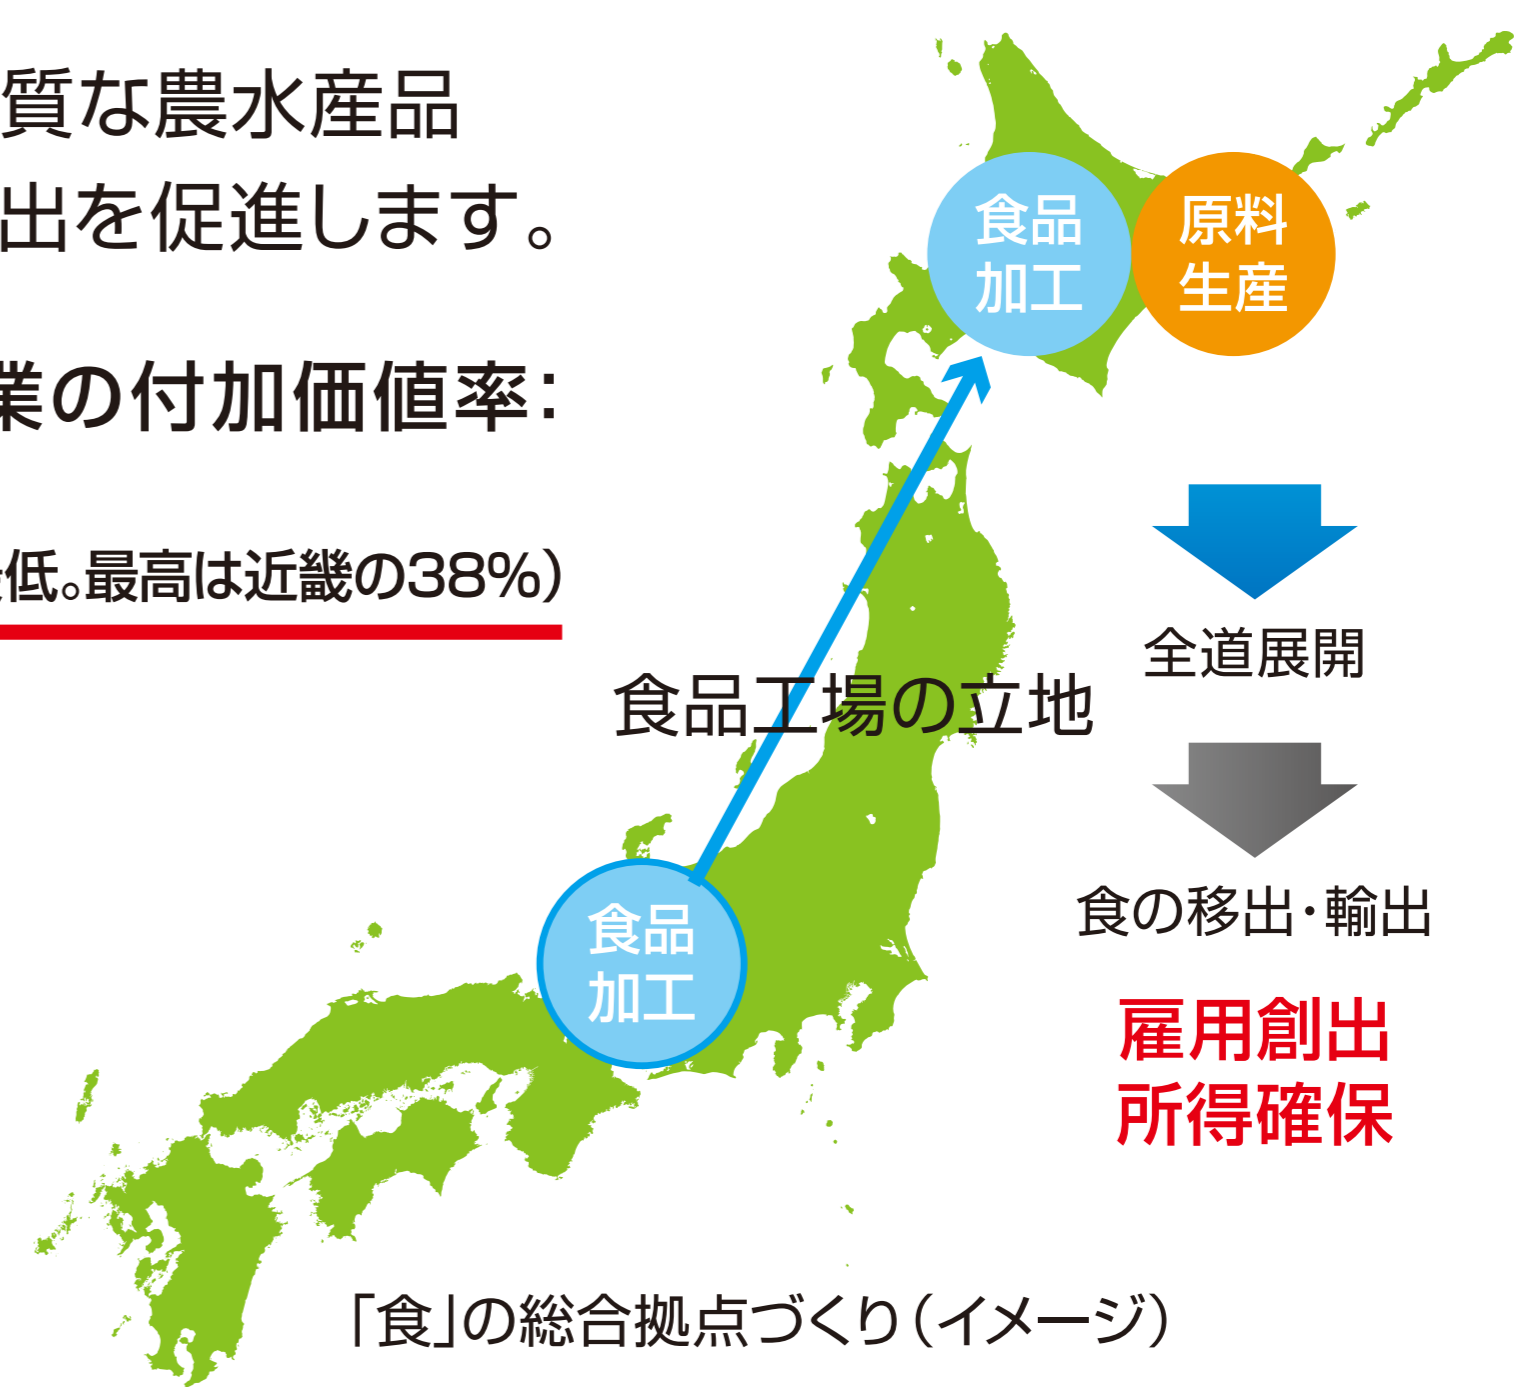 質な農水産品
出を促進します。
業の付加価値率：
低。最高は近畿の38%）
食品
加工
原料
生産
全道展開
食品工場の立地
食の移出・輸出
食品
加工
雇用創出
所得確保
「食」の総合拠点づくり（イメージ）